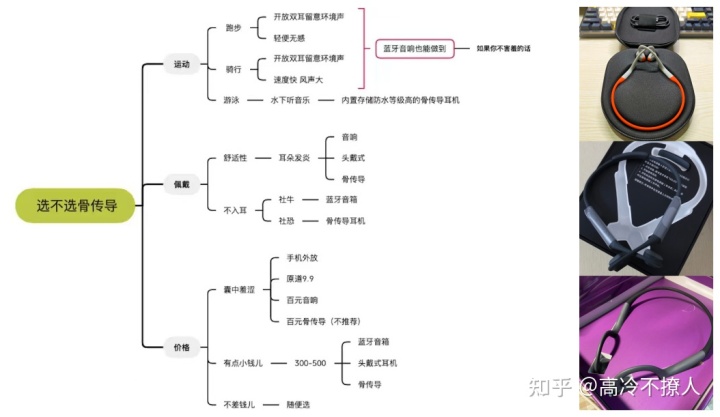 选不选骨传导
运动
跑步
开放双耳留意环境声
轻便无感
骑行
开放双耳留意环境声
速度快 风声大
蓝牙音响也能做到
如果你不害羞的话
游泳
水下听音乐
内置存储防水等级高的骨传导耳机
佩戴
舒适性
耳朵发炎
音响
头戴式
骨传导
不入耳
社牛
蓝牙音箱
社恐
骨传导耳机
价格
囊中羞涩
手机外放
原道9.9
百元音响
百元骨传导（不推荐）
有点小钱儿
300-500
蓝牙音箱
头戴式耳机
骨传导
不差钱儿
随便选
知乎 @高冷不撩人